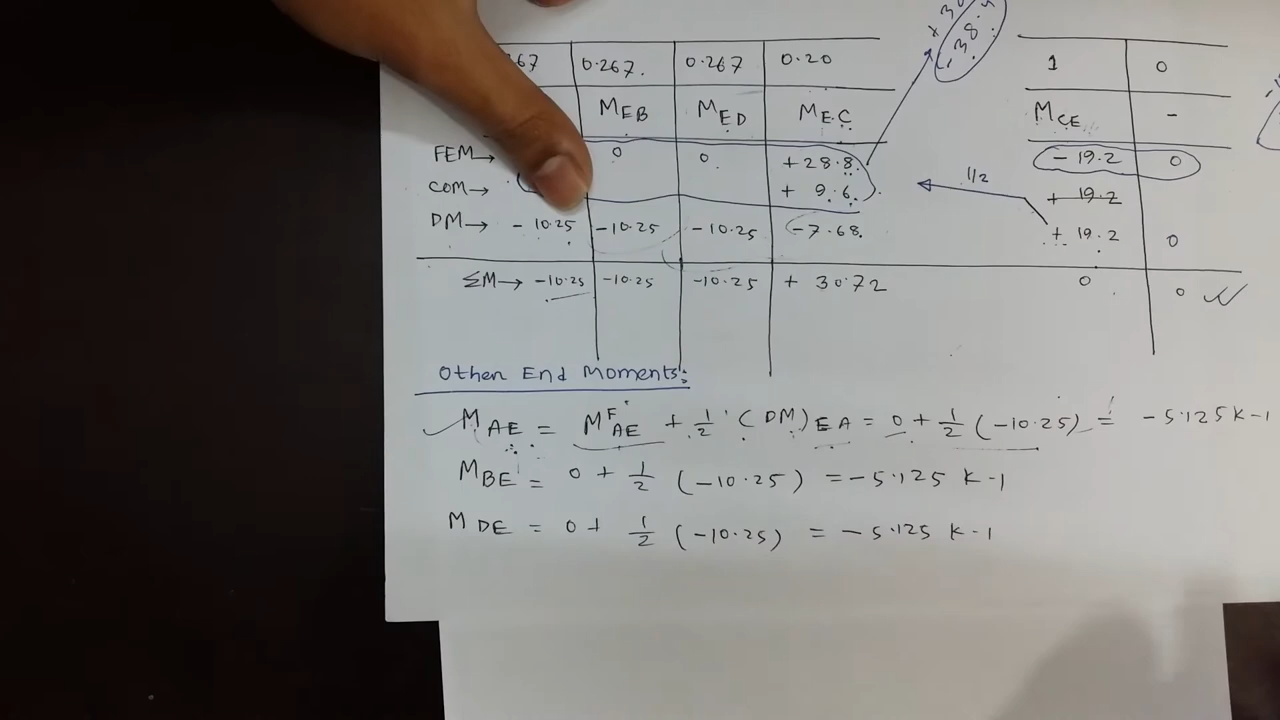 38.4
67 0.267. 0.267 0.20 1 0
MEB MED MEC MCE -
FEM→ 0 0. +28.8. - 19.2 0
COM→ + 9.6. + 19.2
1/2
DM→ - 10.25 -10.25 -10.25 -7.68. + 19.2 0
ΣM→ -10.25 -10.25 -10.25 + 30.72 0 0
Other End Moments:
MAE = M^F AE + 1/2 (DM)EA = 0 + 1/2 (-10.25) = -5.125 K-1
MBE = 0 + 1/2 (-10.25) = -5.125 K-1
MDE = 0 + 1/2 (-10.25) = -5.125 K-1